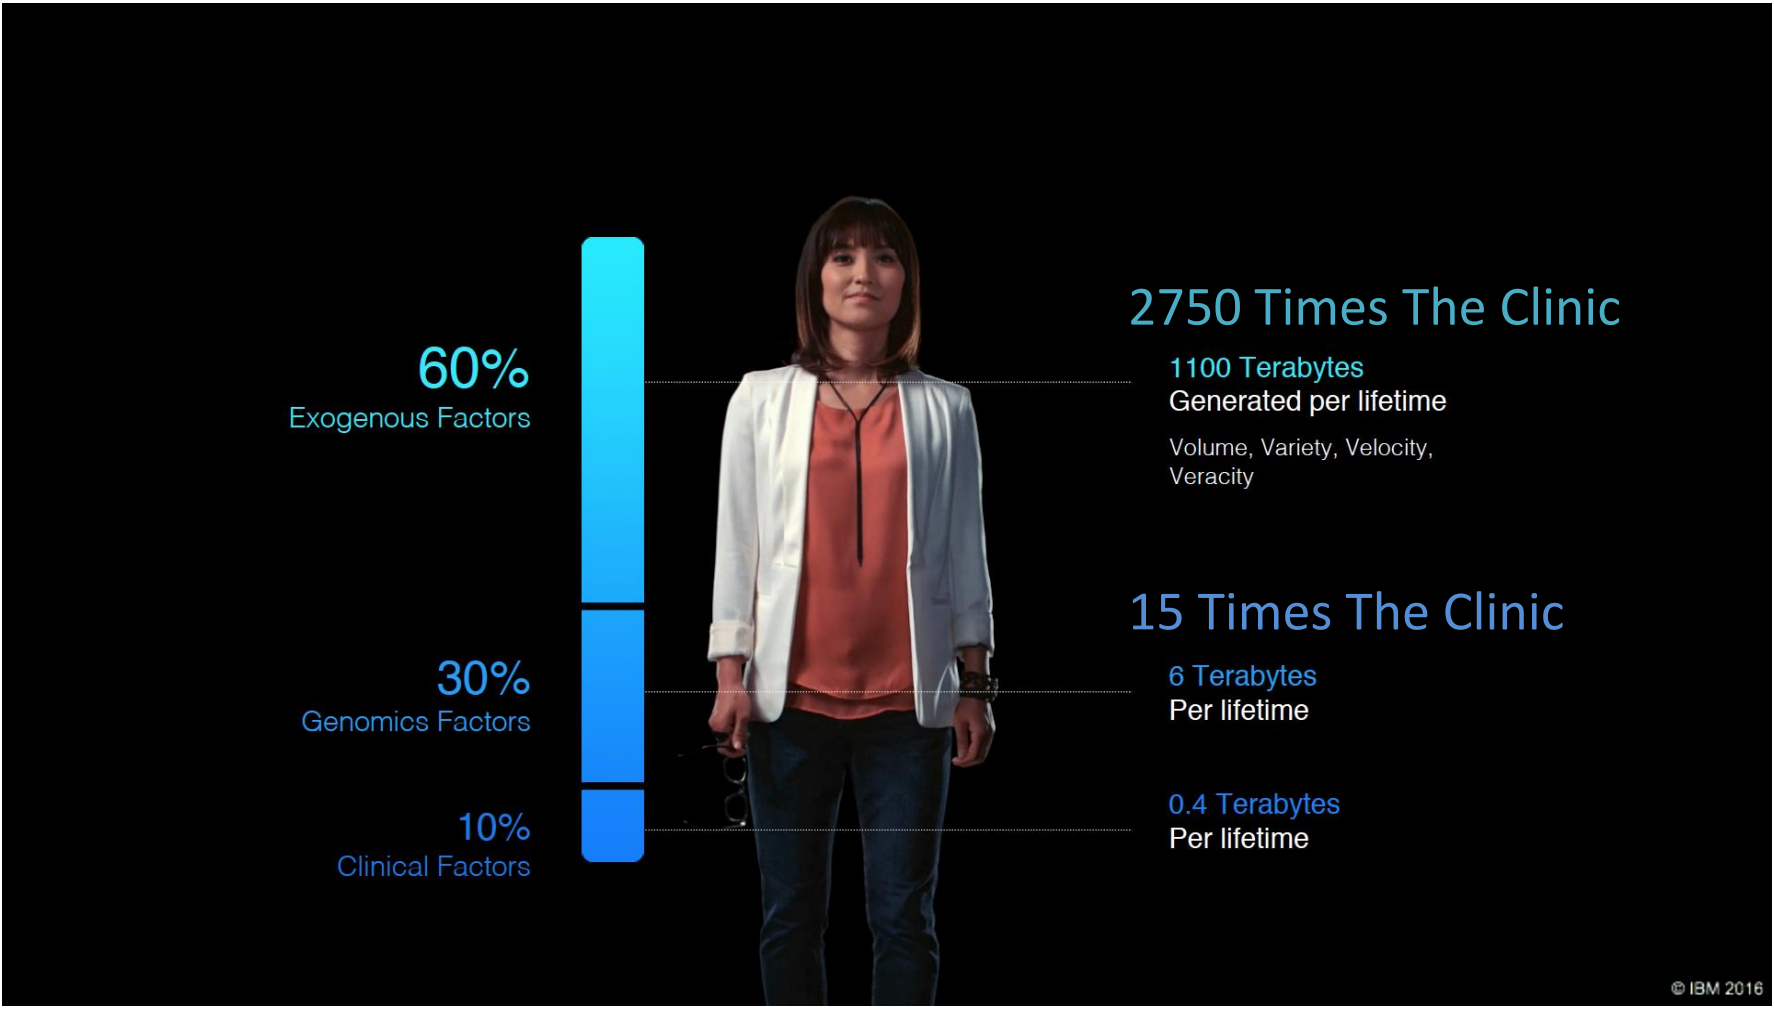 60%
Exogenous Factors
30%
Genomics Factors
10%
Clinical Factors
2750 Times The Clinic
1100 Terabytes
Generated per lifetime
Volume, Variety, Velocity,
Veracity
15 Times The Clinic
6 Terabytes
Per lifetime
0.4 Terabytes
Per lifetime
© IBM 2016